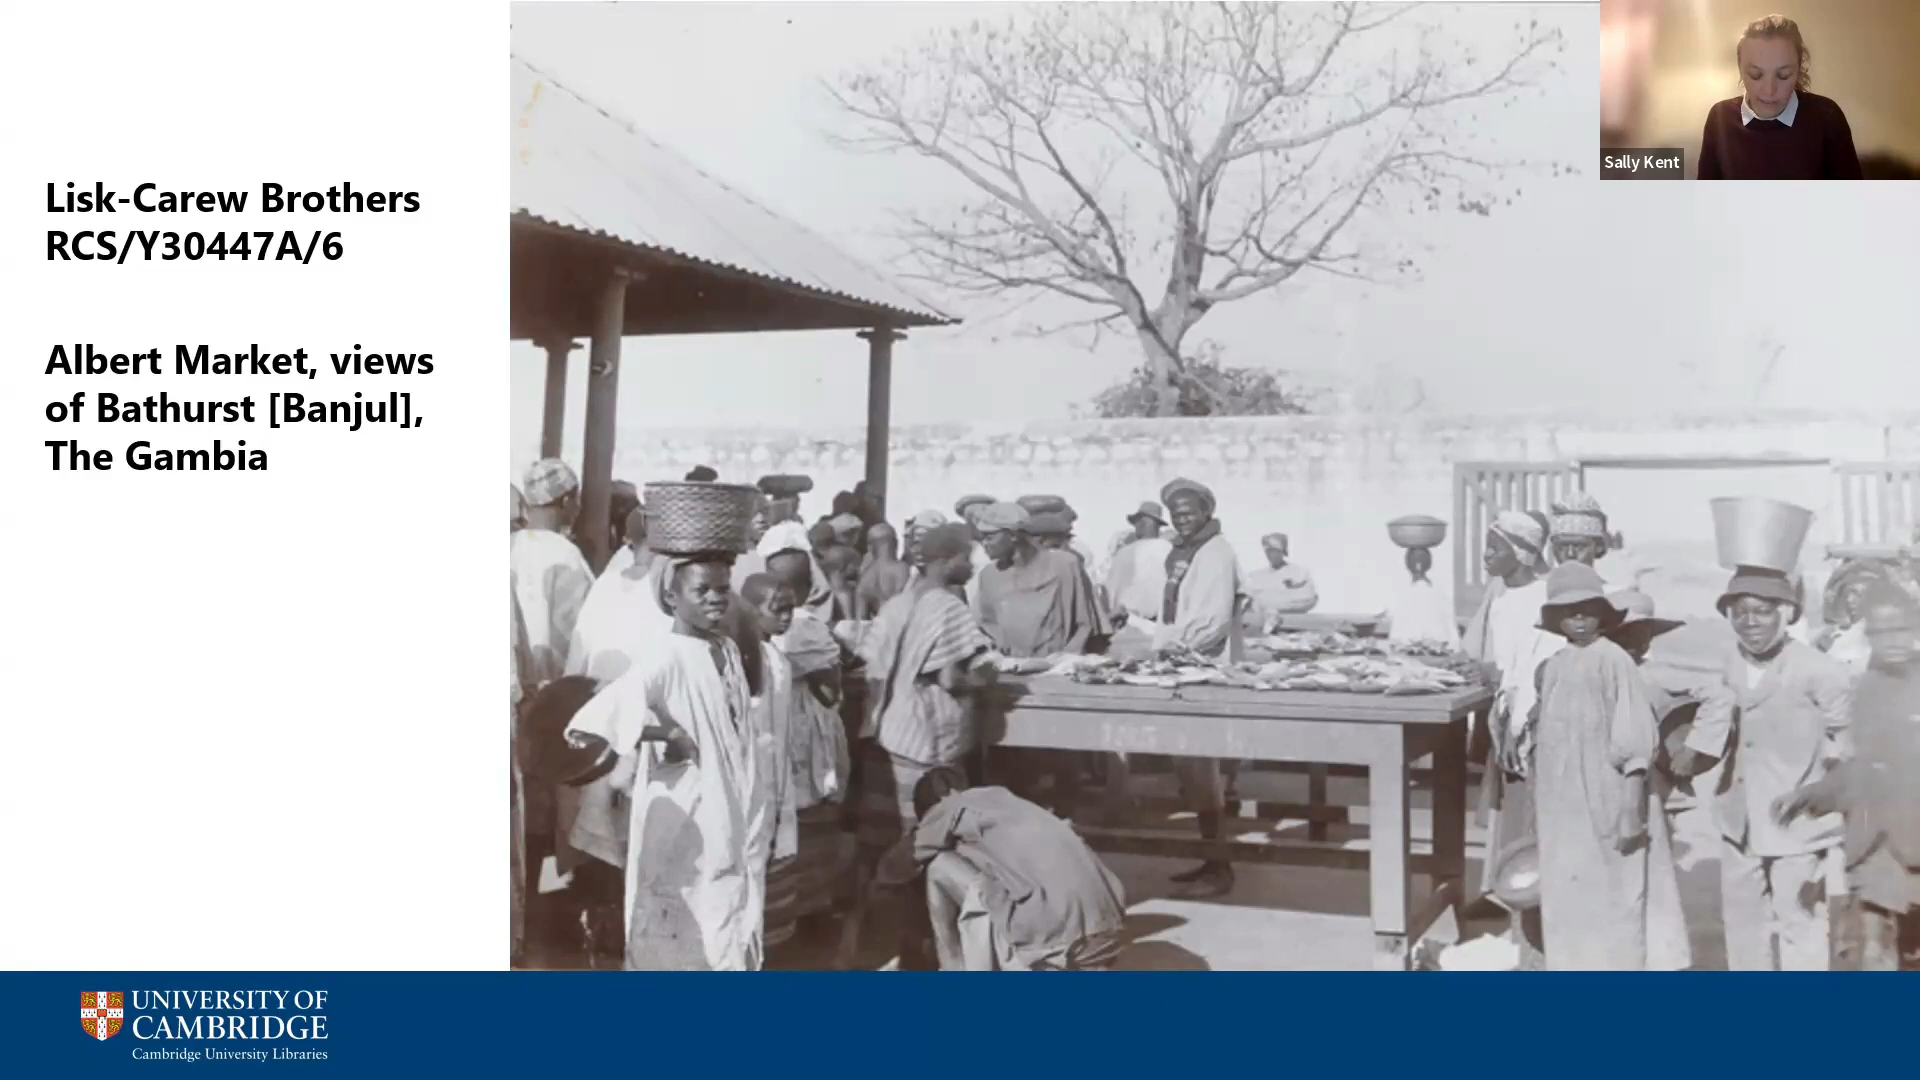 Lisk-Carew Brothers
RCS/Y30447A/6
Albert Market, views
of Bathurst [Banjul],
The Gambia
Sally Kent
UNIVERSITY OF
CAMBRIDGE
Cambridge University Libraries